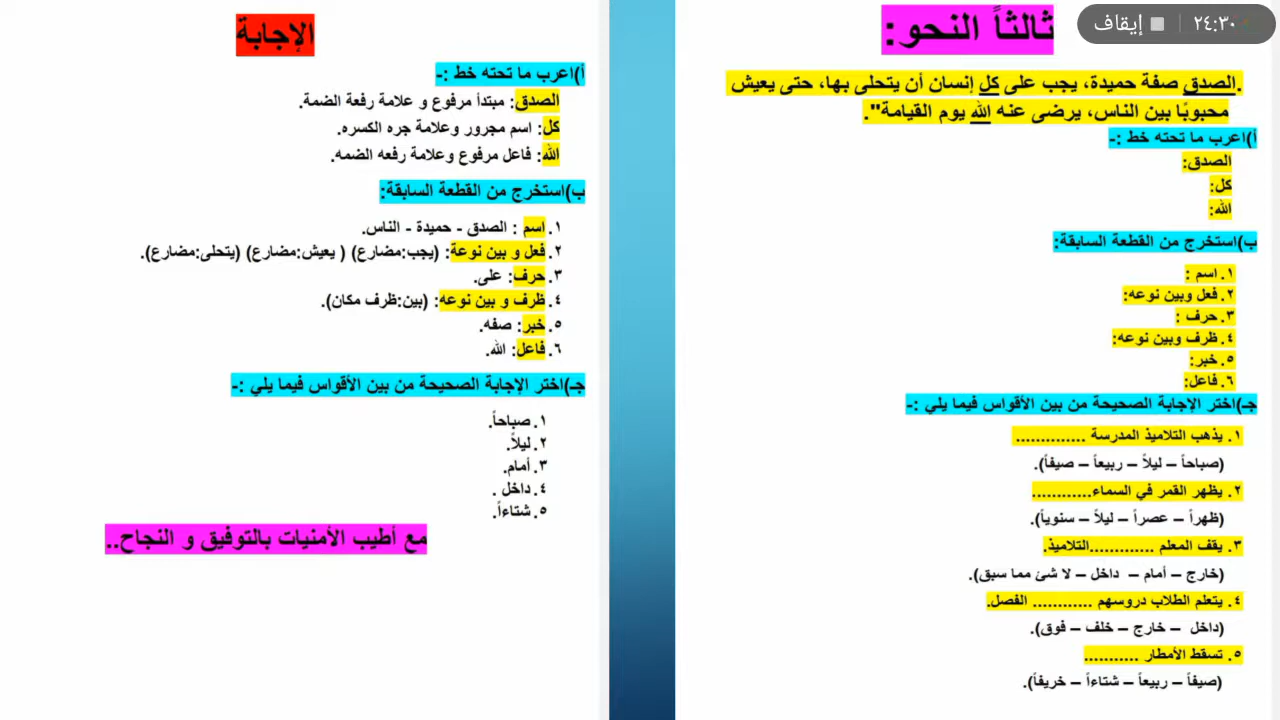 ٢٤:٣٠ إيقاف
ثالثاً النحو:
.الصدق صفة حميدة، يجب على كل إنسان أن يتحلى بها، حتى يعيش
محبوبًا بين الناس، يرضى عنه الله يوم القيامة".
أ)اعرب ما تحته خط :-
الصدق:
كل:
الله:
ب)استخرج من القطعة السابقة:
١. اسم :
٢. فعل وبين نوعه:
٣. حرف :
٤. ظرف وبين نوعه:
٥. خبر:
٦. فاعل:
جـ)اختر الإجابة الصحيحة من بين الأقواس فيما يلي :-
١. يذهب التلاميذ المدرسة ..............
(صباحاً – ليلاً – ربيعاً – صيفاً).
٢. يظهر القمر في السماء............
(ظهراً – عصراً – ليلاً – سنوياً).
٣. يقف المعلم .............التلاميذ.
(خارج – أمام – داخل – لا شئ مما سبق).
٤. يتعلم الطلاب دروسهم ............ الفصل.
(داخل – خارج – خلف – فوق).
٥. تسقط الأمطار ...........
(صيفاً – ربيعاً – شتاءاً – خريفاً).
الإجابة
أ)اعرب ما تحته خط :-
الصدق: مبتدأ مرفوع و علامة رفعة الضمة.
كل: اسم مجرور وعلامة جره الكسره.
الله: فاعل مرفوع وعلامة رفعه الضمه.
ب)استخرج من القطعة السابقة:
١. اسم : الصدق - حميدة - الناس.
٢. فعل و بين نوعة: (يجب:مضارع) ( يعيش:مضارع) (يتحلى:مضارع).
٣. حرف: على.
٤. ظرف و بين نوعه: (بين:ظرف مكان).
٥. خبر: صفه.
٦. فاعل: الله.
جـ)اختر الإجابة الصحيحة من بين الأقواس فيما يلي :-
١. صباحاً.
٢. ليلاً.
٣. أمام.
٤. داخل .
٥. شتاءاً.
مع أطيب الأمنيات بالتوفيق و النجاح..